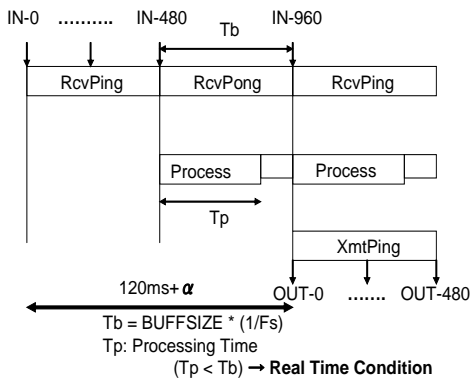 IN-0 .......... IN-480 IN-960
Tb
RcvPing RcvPong RcvPing
Process Process
Tp
XmtPing
120ms+α
OUT-0 ....... OUT-480
Tb = BUFFSIZE * (1/Fs)
Tp: Processing Time
(Tp < Tb) → Real Time Condition